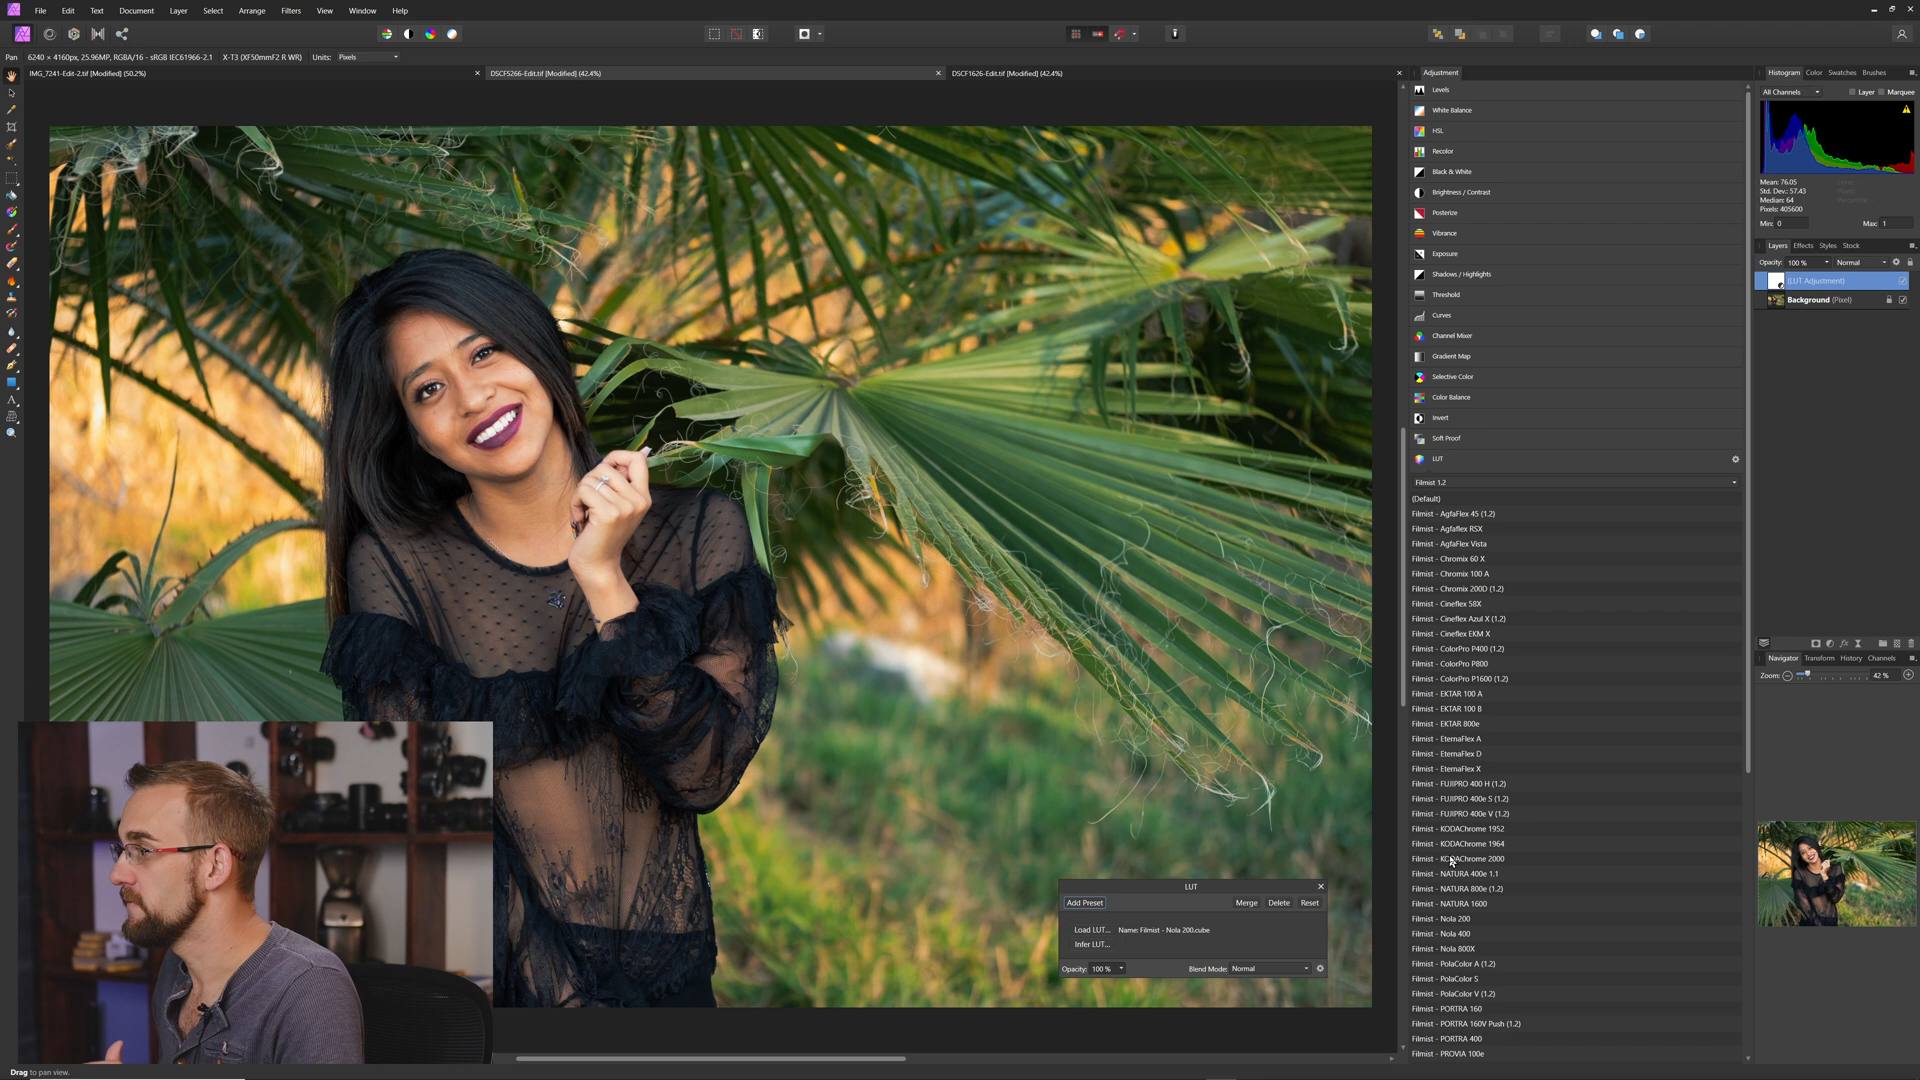 File Edit Text Document Layer Select Arrange Filters View Window Help
Pan 6240 × 4160px, 25.96MP, RGBA/16 - sRGB IEC61966-2.1 X-T3 (XF50mmF2 R WR) Units: Pixels
IMG_7241-Edit-2.tif [Modified] (50.2%)
DSCF5266-Edit.tif [Modified] (42.4%)
DSCF1626-Edit.tif [Modified] (42.4%)
Adjustment
Levels
White Balance
HSL
Recolor
Black & White
Brightness / Contrast
Posterize
Vibrance
Exposure
Shadows / Highlights
Threshold
Curves
Channel Mixer
Gradient Map
Selective Color
Color Balance
Invert
Soft Proof
LUT
Filmist 1.2
(Default)
Filmist - AgfaFlex 45 (1.2)
Filmist - Agfaflex RSX
Filmist - AgfaFlex Vista
Filmist - Chromix 60 X
Filmist - Chromix 100 A
Filmist - Chromix 200D (1.2)
Filmist - Cineflex 58X
Filmist - Cineflex Azul X (1.2)
Filmist - Cineflex EKM X
Filmist - ColorPro P400 (1.2)
Filmist - ColorPro P800
Filmist - ColorPro P1600 (1.2)
Filmist - EKTAR 100 A
Filmist - EKTAR 100 B
Filmist - EKTAR 800e
Filmist - EternaFlex A
Filmist - EternaFlex D
Filmist - EternaFlex X
Filmist - FUJIPRO 400 H (1.2)
Filmist - FUJIPRO 400e S (1.2)
Filmist - FUJIPRO 400e V (1.2)
Filmist - KODAChrome 1952
Filmist - KODAChrome 1964
Filmist - KODAChrome 2000
Filmist - NATURA 400e 1.1
Filmist - NATURA 800e (1.2)
Filmist - NATURA 1600
Filmist - Nola 200
Filmist - Nola 400
Filmist - Nola 800X
Filmist - PolaColor A (1.2)
Filmist - PolaColor S
Filmist - PolaColor V (1.2)
Filmist - PORTRA 160
Filmist - PORTRA 160V Push (1.2)
Filmist - PORTRA 400
Filmist - PROVIA 100e
Histogram Color Swatches Brushes
All Channels Layer Marquee
Mean: 76.05
Std. Dev.: 57.43
Median: 64
Pixels: 405600
Min: 0 Max: 1
Layers Effects Styles Stock
Opacity: 100 % Normal
(LUT Adjustment)
Background (Pixel)
Navigator Transform History Channels
Zoom: 42 %
LUT
Add Preset Merge Delete Reset
Load LUT... Name: Filmist - Nola 200.cube
Infer LUT...
Opacity: 100 % Blend Mode: Normal
Drag to pan view.